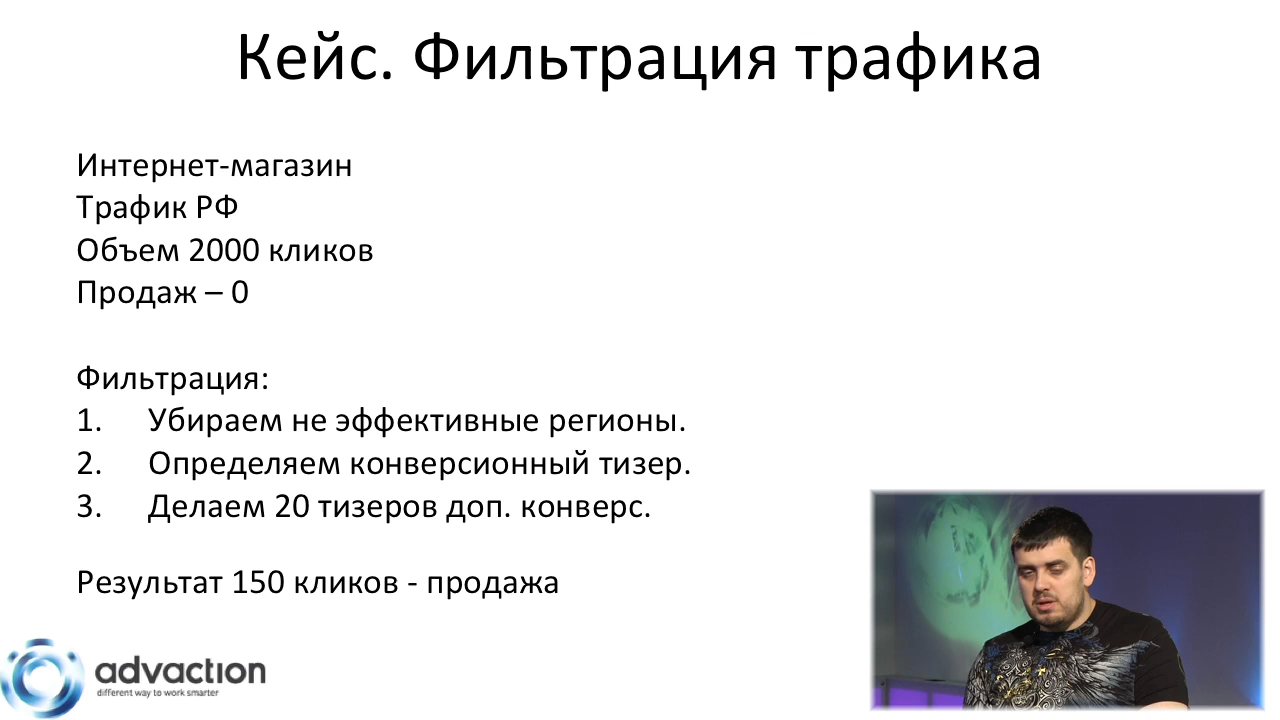 Кейс. Фильтрация трафика
Интернет-магазин
Трафик РФ
Объем 2000 кликов
Продаж – 0
Фильтрация:
1. Убираем не эффективные регионы.
2. Определяем конверсионный тизер.
3. Делаем 20 тизеров доп. конверс.
Результат 150 кликов - продажа
advaction
different way to work smarter